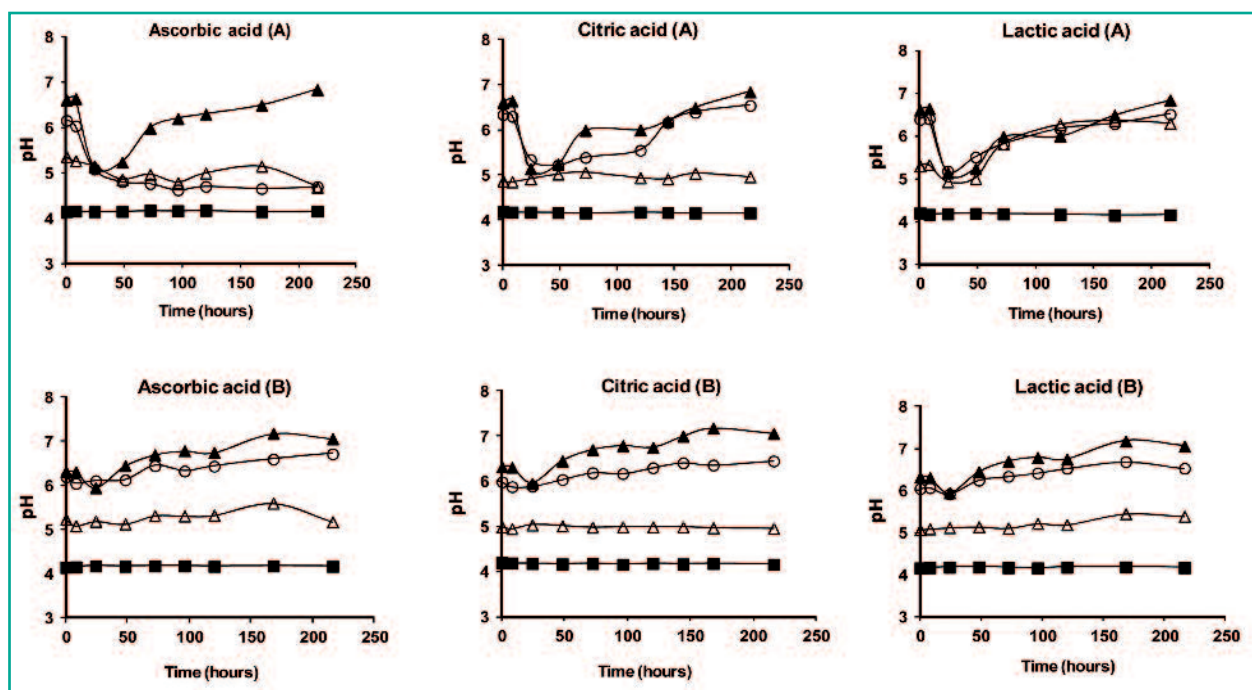 Ascorbic acid (A)
8
7
6
5
4
3
pH
0 50 100 150 200 250
Time (hours)
Citric acid (A)
8
7
6
5
4
3
pH
0 50 100 150 200 250
Time (hours)
Lactic acid (A)
8
7
6
5
4
3
pH
0 50 100 150 200 250
Time (hours)
Ascorbic acid (B)
8
7
6
5
4
3
pH
0 50 100 150 200 250
Time (hours)
Citric acid (B)
8
7
6
5
4
3
pH
0 50 100 150 200 250
Time (hours)
Lactic acid (B)
8
7
6
5
4
3
pH
0 50 100 150 200 250
Time (hours)